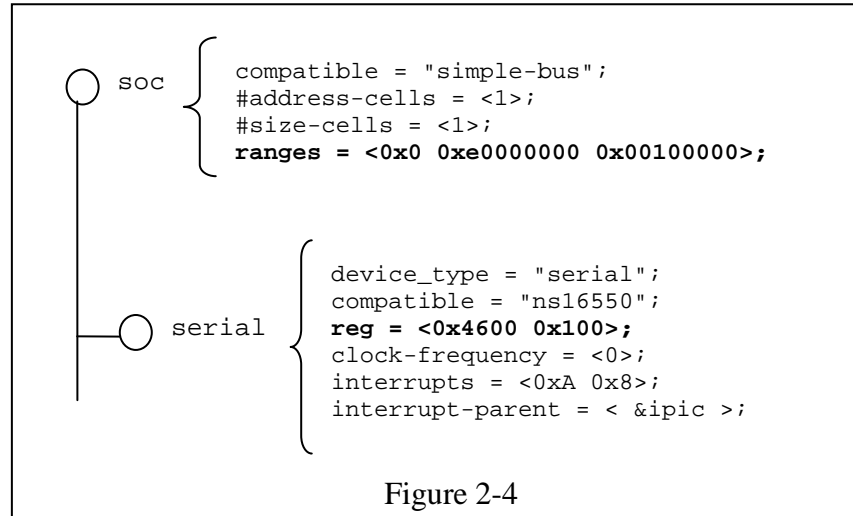 soc
compatible = "simple-bus";
#address-cells = <1>;
#size-cells = <1>;
ranges = <0x0 0xe0000000 0x00100000>;
serial
device_type = "serial";
compatible = "ns16550";
reg = <0x4600 0x100>;
clock-frequency = <0>;
interrupts = <0xA 0x8>;
interrupt-parent = < &ipic >;
Figure 2-4